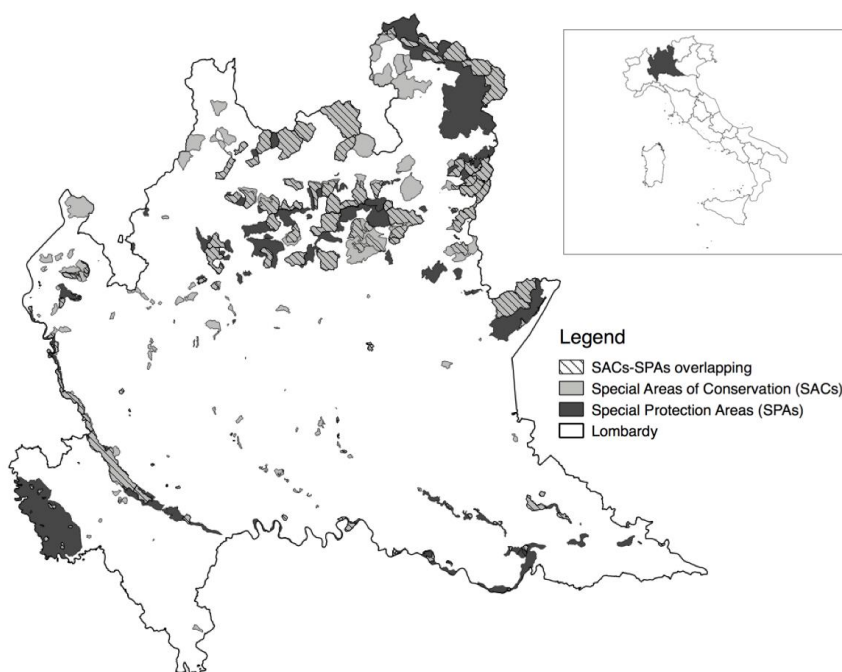 Legend
SACs-SPAs overlapping
Special Areas of Conservation (SACs)
Special Protection Areas (SPAs)
Lombardy